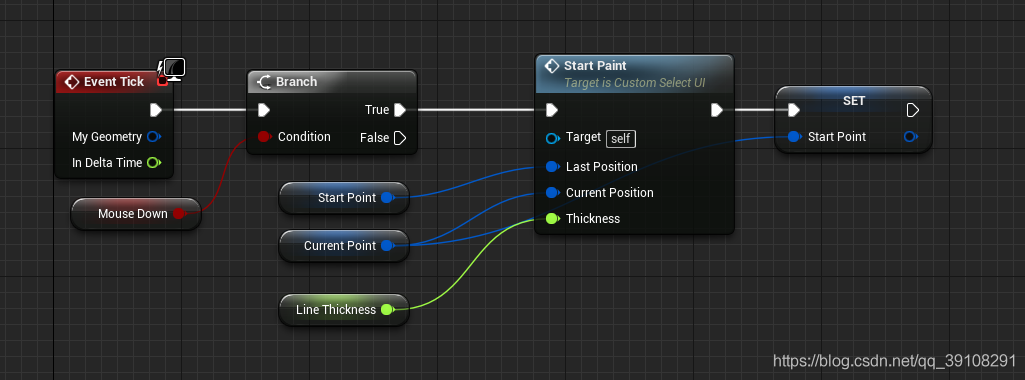 Event Tick
My Geometry
In Delta Time
Mouse Down
Branch
True
Condition
False
Start Point
Current Point
Line Thickness
Start Paint
Target is Custom Select UI
Target self
Last Position
Current Position
Thickness
SET
Start Point
https://blog.csdn.net/qq_39108291